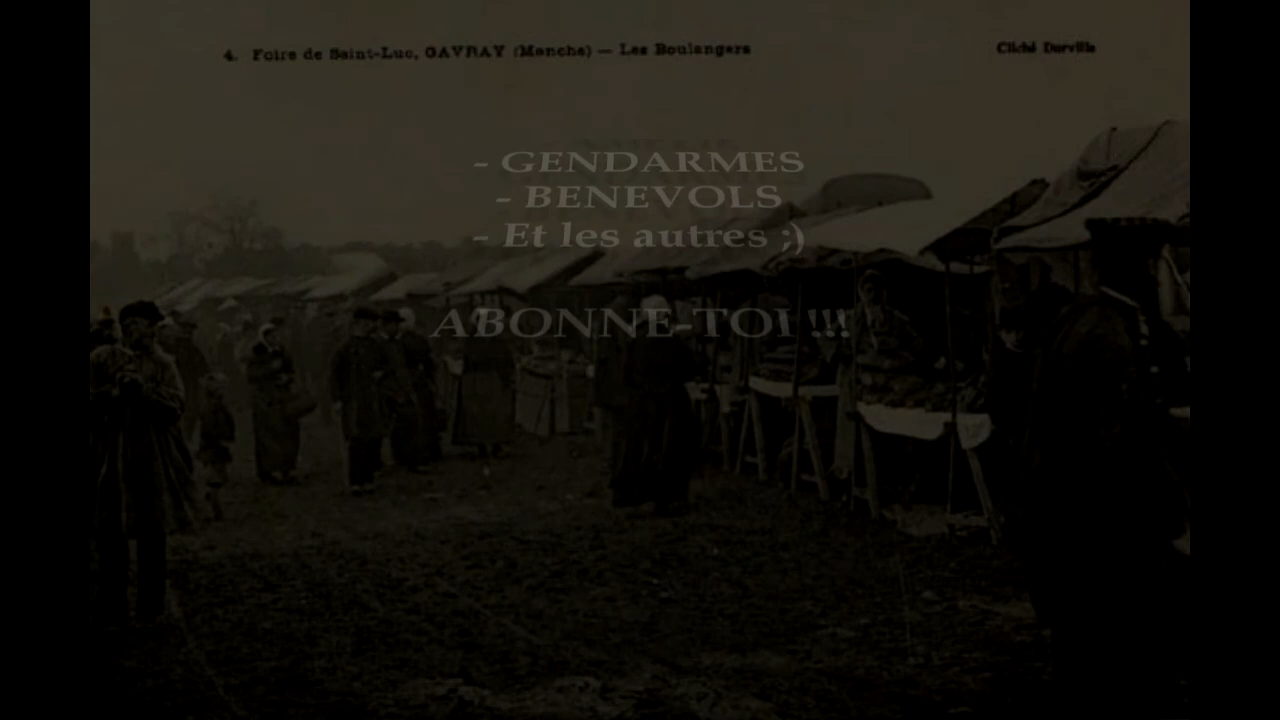 4. Foire de Saint-Luc, GAVRAY (Manche) — Les Boulangers
Cliché Durville
- GENDARMES
- BENEVOLS
- Et les autres ;)
ABONNE-TOI !!!